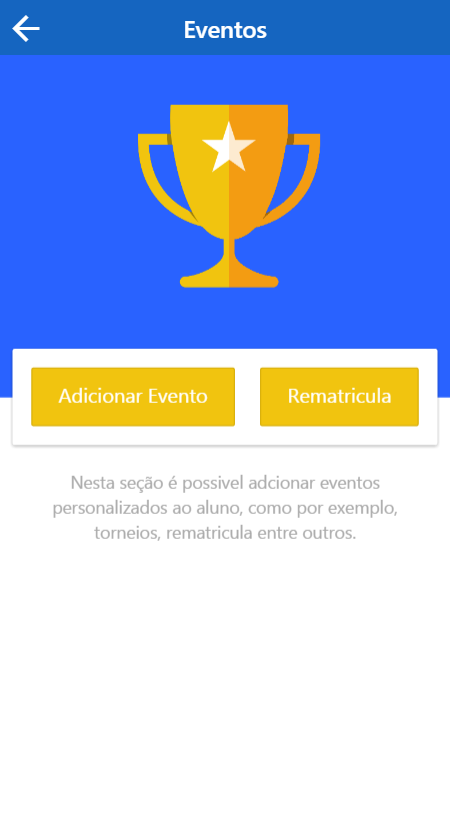 Eventos
Adicionar Evento
Rematricula
Nesta seção é possivel adcionar eventos
personalizados ao aluno, como por exemplo,
torneios, rematricula entre outros.